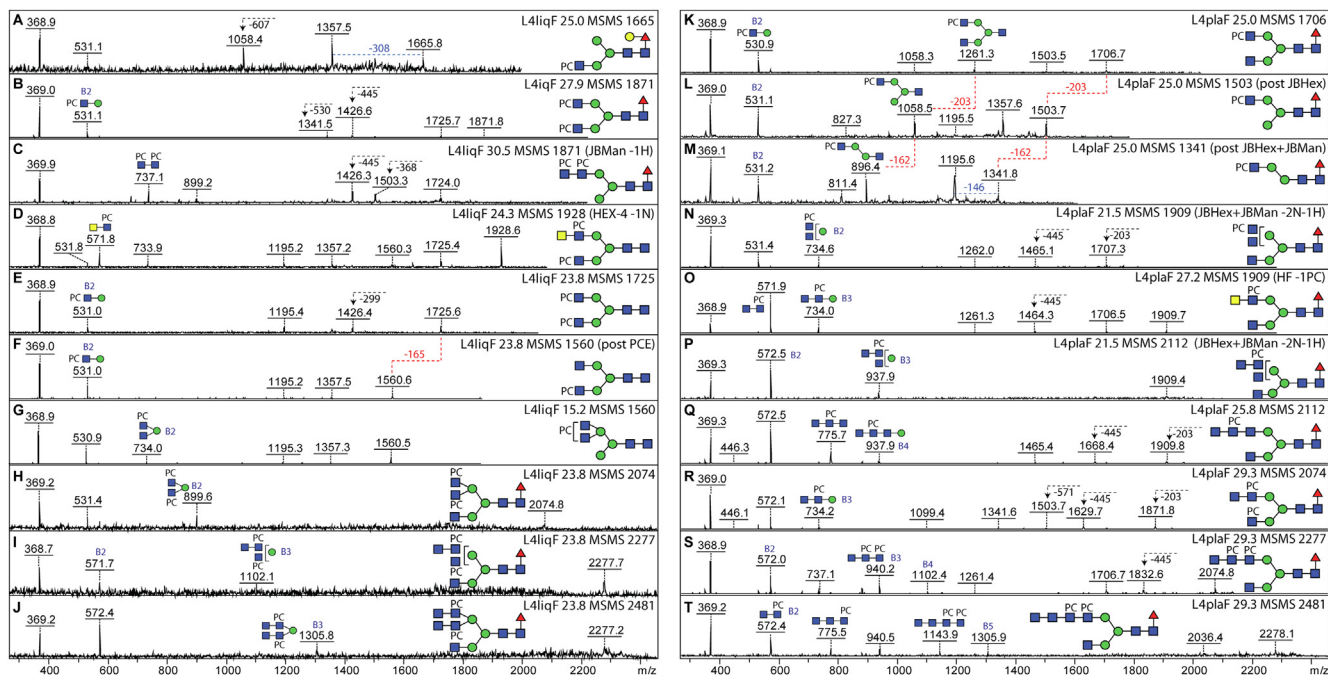 A
368.9
531.1
-607
1058.4
1357.5
-308
1665.8
L4liqF 25.0 MSMS 1665
PC
B
369.0
B2
PC
531.1
-530
1341.5
-445
1426.6
1725.7
1871.8
L4iqF 27.9 MSMS 1871
PC
PC
C
369.9
PC PC
737.1
899.2
-445
1426.3
-368
1503.3
1724.0
L4liqF 30.5 MSMS 1871 (JBMan -1H)
PC PC
D
368.8
531.8
PC
571.8
733.9
1195.2
1357.2
1560.3
1725.4
1928.6
L4liqF 24.3 MSMS 1928 (HEX-4 -1N)
PC
PC
E
368.9
B2
PC
531.0
1195.4
-299
1426.4
1725.6
L4liqF 23.8 MSMS 1725
PC
PC
F
369.0
B2
PC
531.0
1195.2
1357.5
-165
1560.6
L4liqF 23.8 MSMS 1560 (post PCE)
PC
G
368.9
530.9
PC
B2
734.0
1195.3
1357.3
1560.5
L4liqF 15.2 MSMS 1560
PC
H
369.2
531.4
PC
B2
PC
899.6
2074.8
L4liqF 23.8 MSMS 2074
PC
PC
PC
I
368.7
B2
571.7
PC
B3
PC
1102.1
2277.7
L4liqF 23.8 MSMS 2277
PC
PC
PC
J
369.2
572.4
PC
B3
PC
1305.8
2277.2
L4liqF 23.8 MSMS 2481
PC
PC
PC
400 600 800 1000 1200 1400 1600 1800 2000 2200 2400 m/z
K
368.9
B2
PC
530.9
1058.3
PC
1261.3
1503.5
1706.7
L4plaF 25.0 MSMS 1706
PC
L
369.0
B2
531.1
827.3
PC
1058.5
-203
1195.5
1357.6
-203
1503.7
L4plaF 25.0 MSMS 1503 (post JBHex)
PC
M
369.1
B2
531.2
811.4
PC
896.4
-162
1195.6
-146
-162
1341.8
L4plaF 25.0 MSMS 1341 (post JBHex+JBMan)
PC
N
369.3
531.4
PC
B2
734.6
1262.0
-445
1465.1
-203
1707.3
L4plaF 21.5 MSMS 1909 (JBHex+JBMan -2N-1H)
PC
O
368.9
571.9
PC
PC
B3
734.0
1261.3
-445
1464.3
1706.5
1909.7
L4plaF 27.2 MSMS 1909 (HF -1PC)
PC
P
369.3
572.5
B2
PC
B3
937.9
1909.4
L4plaF 21.5 MSMS 2112 (JBHex+JBMan -2N-1H)
PC
Q
369.3
446.3
572.5
PC
775.7
PC
937.9
B4
1465.4
-445
1668.4
-203
1909.8
L4plaF 25.8 MSMS 2112
PC
R
369.0
446.1
572.1
PC
B3
734.2
1099.4
1341.6
-571
1503.7
-445
1629.7
-203
1871.8
L4plaF 29.3 MSMS 2074
PC
PC
S
368.9
B2
572.0
737.1
PC PC
B3
940.2
B4
1102.4
1261.4
1706.7
-445
1832.6
2074.8
L4plaF 29.3 MSMS 2277
PC PC
T
369.2
PC
B2
572.4
PC
775.5
940.5
PC PC
1143.9
B5
1305.9
PC PC
2036.4
2278.1
L4plaF 29.3 MSMS 2481
400 600 800 1000 1200 1400 1600 1800 2000 2200 2400 m/z